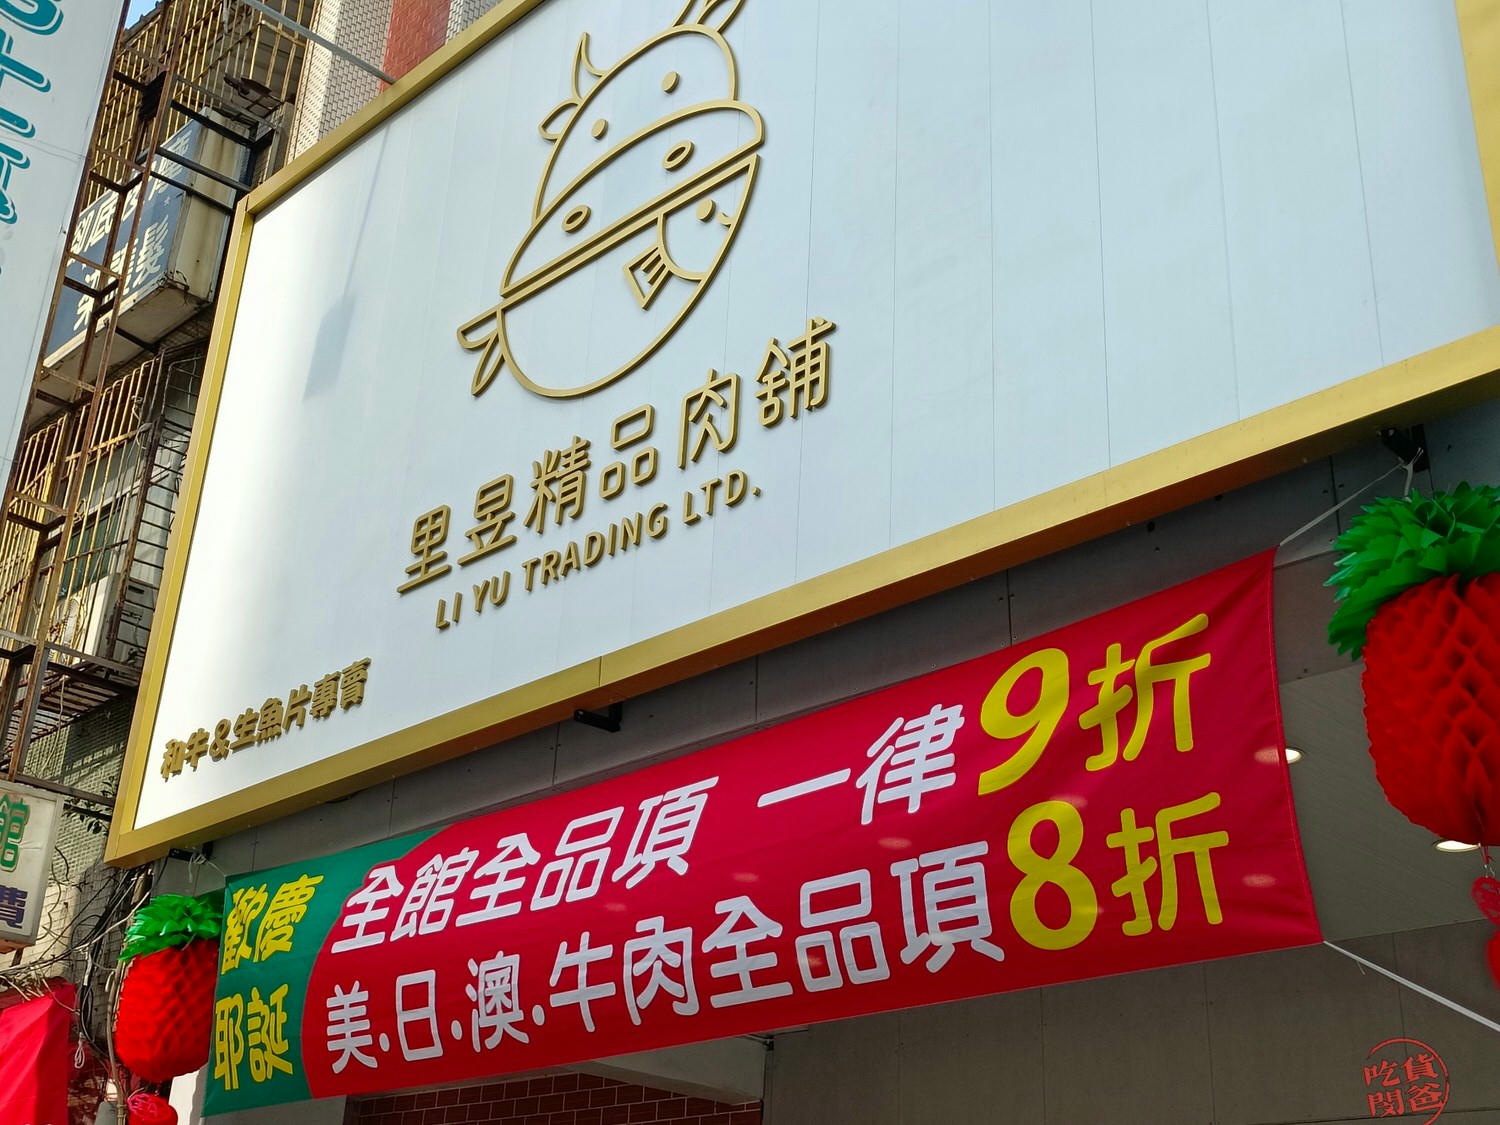 里昱精品肉舖
LI YU TRADING LTD.
和牛&生魚片專賣
歡慶
耶誕
全館全品項 一律9折
美.日.澳.牛肉全品項8折
館
費
吃貨
閔爸